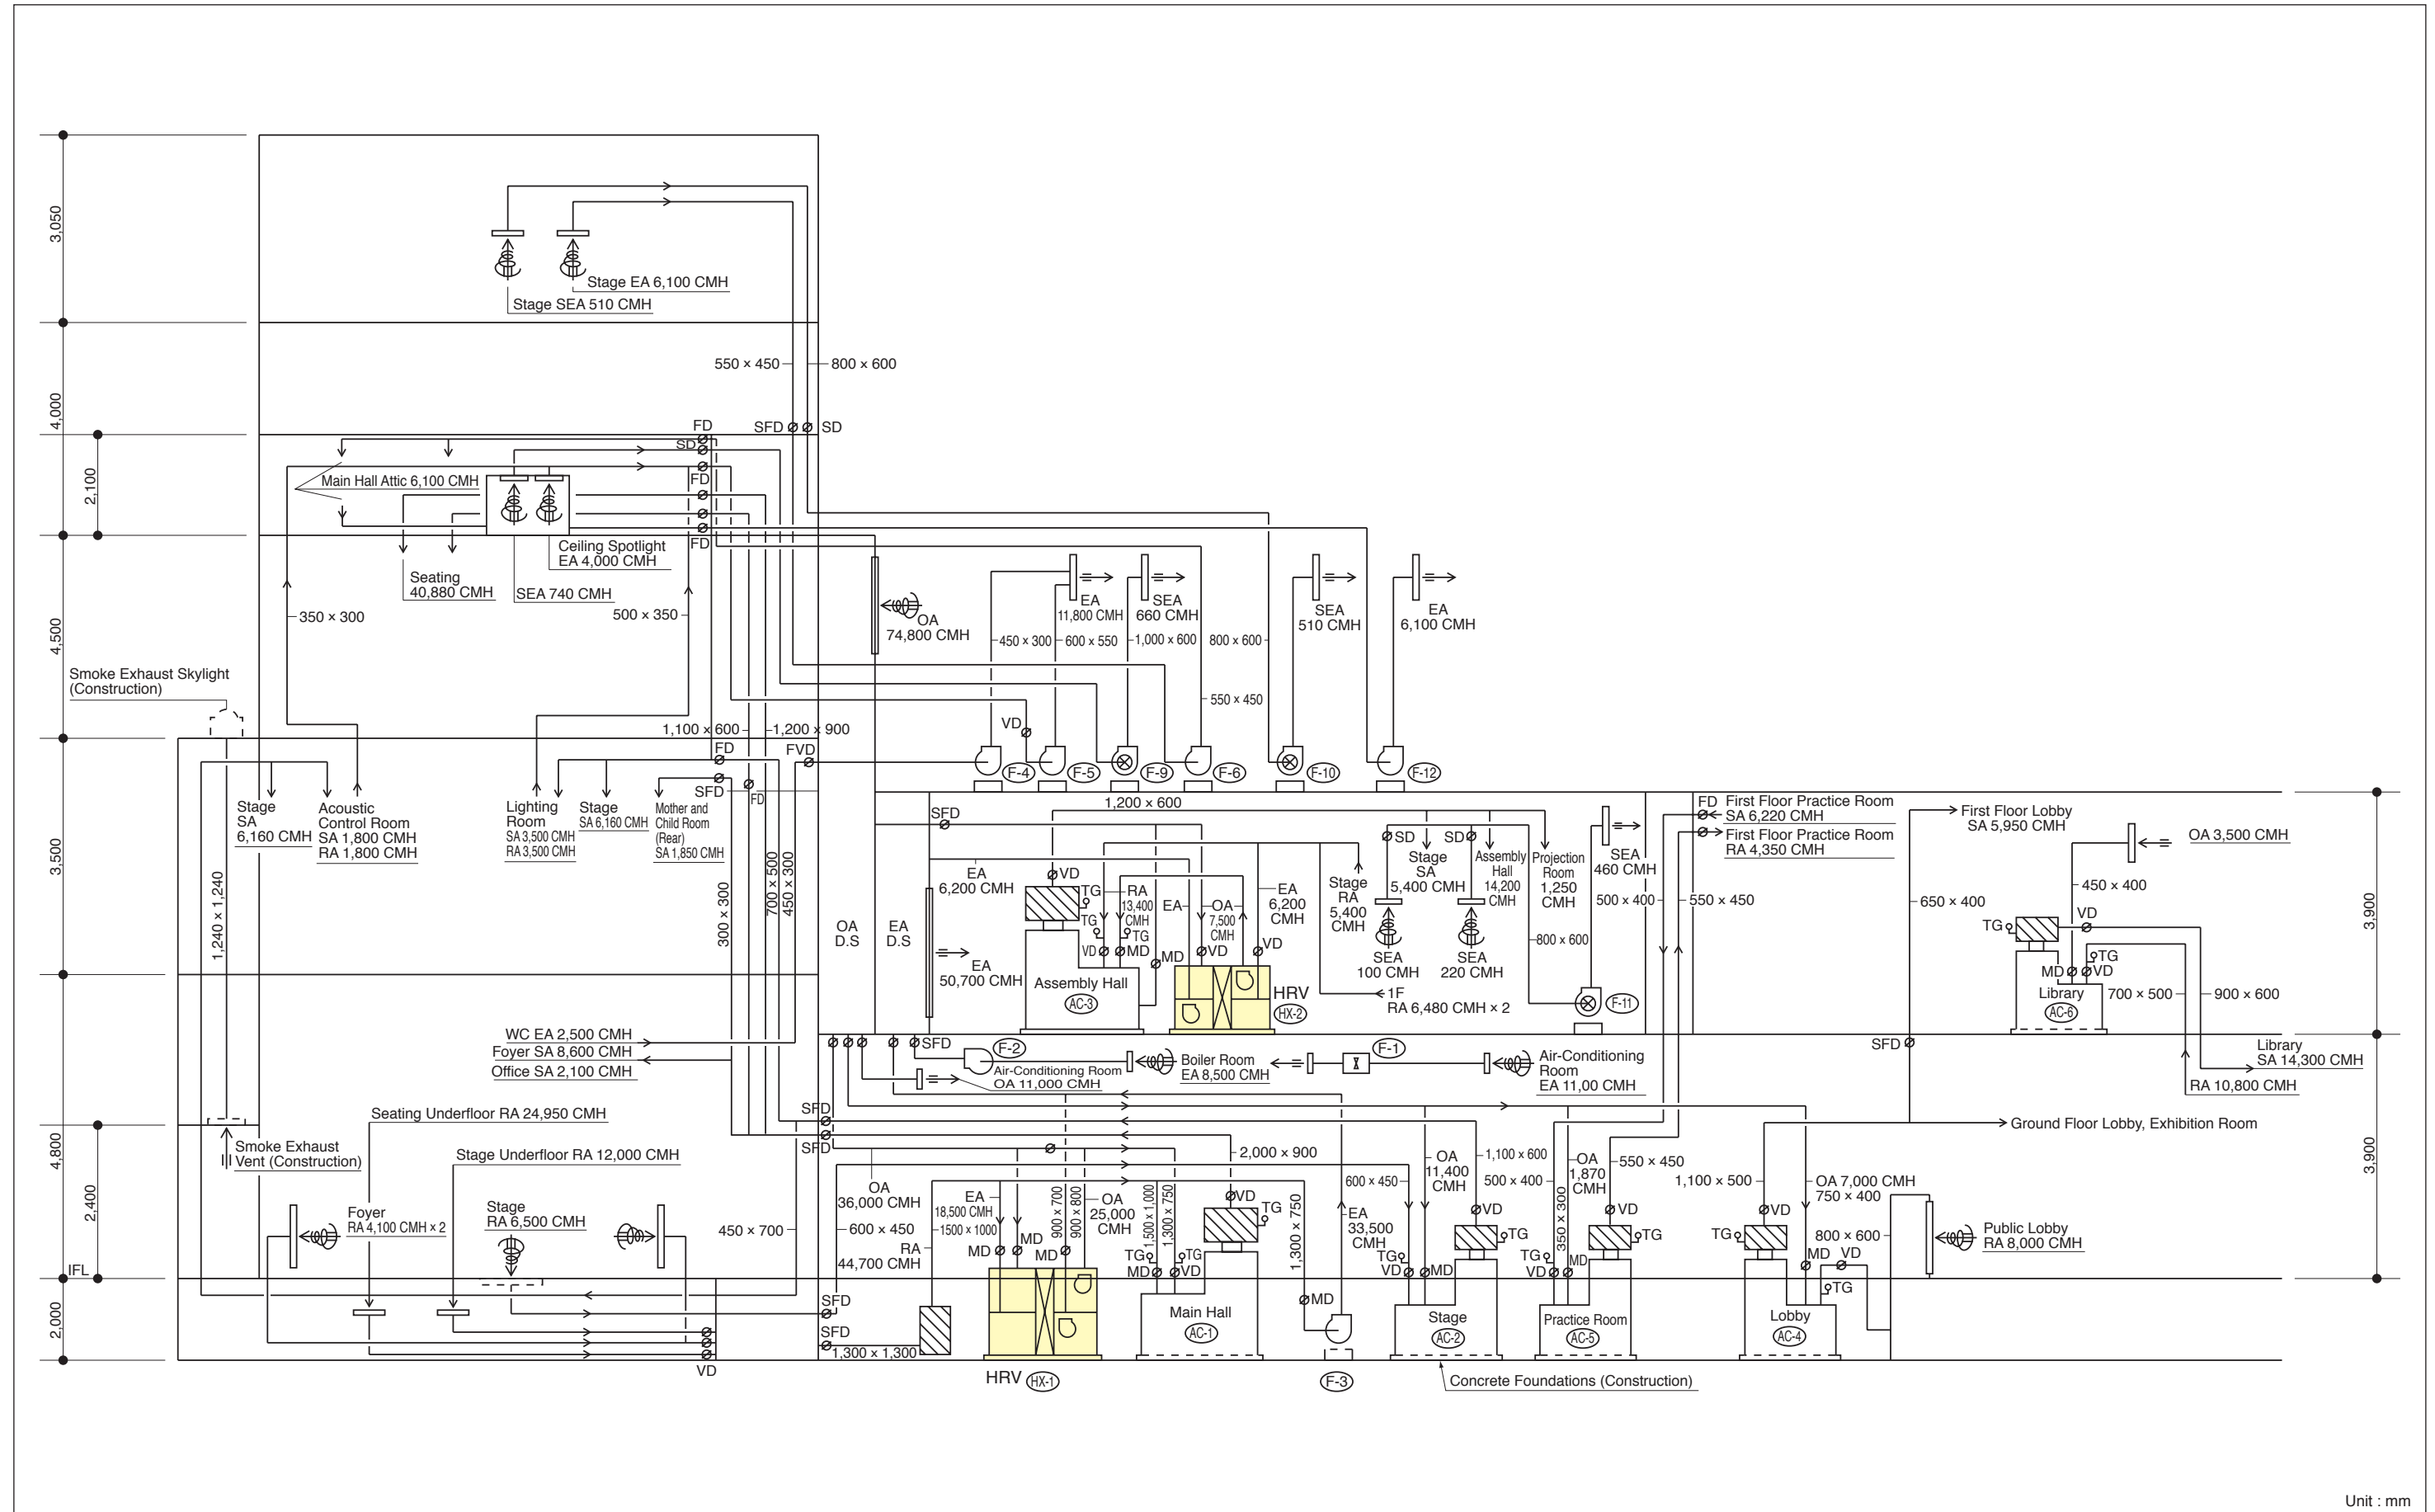 3,050
Stage EA 6,100 CMH
Stage SEA 510 CMH
550 × 450
800 × 600
4,000
FD
SFD
SD
SD
2,100
Main Hall Attic 6,100 CMH
FD
FD
Ceiling Spotlight
EA 4,000 CMH
Seating
40,880 CMH
SEA 740 CMH
350 × 300
500 × 350
4,500
OA
74,800 CMH
EA
11,800 CMH
SEA
660 CMH
SEA
510 CMH
EA
6,100 CMH
450 × 300
600 × 550
1,000 × 600
800 × 600
550 × 450
Smoke Exhaust Skylight
(Construction)
1,100 × 600
1,200 × 900
VD
FD
FVD
F-4
F-5
F-9
F-6
F-10
F-12
SFD
FD
Stage
SA
6,160 CMH
Acoustic
Control Room
SA 1,800 CMH
RA 1,800 CMH
Lighting
Room
SA 3,500 CMH
RA 3,500 CMH
Stage
SA 6,160 CMH
Mother and
Child Room
(Rear)
SA 1,850 CMH
3,500
1,240 × 1,240
300 × 300
700 × 500
450 × 300
OA
D.S
EA
D.S
SFD
1,200 × 600
EA
6,200 CMH
VD
TG
TG
RA
13,400
CMH
TG
VD
MD
MD
EA
OA
7,500
CMH
VD
EA
6,200
CMH
VD
Stage
RA
5,400
CMH
SD
Stage
SA
5,400 CMH
SD
Assembly
Hall
14,200
CMH
Projection
Room
1,250
CMH
SEA
460 CMH
500 × 400
550 × 450
800 × 600
SEA
100 CMH
SEA
220 CMH
EA
50,700 CMH
Assembly Hall
AC-3
HRV
HX-2
1F
RA 6,480 CMH × 2
F-11
FD
First Floor Practice Room
SA 6,220 CMH
First Floor Practice Room
RA 4,350 CMH
First Floor Lobby
SA 5,950 CMH
OA 3,500 CMH
450 × 400
650 × 400
VD
TG
TG
MD
VD
Library
AC-6
700 × 500
900 × 600
3,900
WC EA 2,500 CMH
Foyer SA 8,600 CMH
Office SA 2,100 CMH
SFD
F-2
Air-Conditioning Room
OA 11,000 CMH
Boiler Room
EA 8,500 CMH
F-1
Air-Conditioning
Room
EA 11,00 CMH
SFD
Library
SA 14,300 CMH
RA 10,800 CMH
Seating Underfloor RA 24,950 CMH
SFD
SFD
Ground Floor Lobby, Exhibition Room
4,800
2,400
Smoke Exhaust
Vent (Construction)
Stage Underfloor RA 12,000 CMH
2,000 × 900
OA
36,000 CMH
600 × 450
RA
44,700 CMH
EA
18,500 CMH
1500 × 1000
MD
MD
MD
900 × 700
900 × 800
OA
25,000
CMH
1,500 × 1,000
1,300 × 750
TG
MD
TG
VD
VD
TG
1,300 × 750
EA
33,500
CMH
600 × 450
OA
11,400
CMH
1,100 × 600
500 × 400
OA
1,870
CMH
550 × 450
1,100 × 500
OA 7,000 CMH
750 × 400
3,900
Foyer
RA 4,100 CMH × 2
Stage
RA 6,500 CMH
450 × 700
TG
VD
MD
VD
TG
TG
VD
350 × 300
MD
VD
TG
VD
TG
800 × 600
MD
VD
TG
Public Lobby
RA 8,000 CMH
IFL
2,000
SFD
SFD
1,300 × 1,300
VD
Main Hall
AC-1
MD
Stage
AC-2
Practice Room
AC-5
Lobby
AC-4
HRV
HX-1
F-3
Concrete Foundations (Construction)
Unit : mm